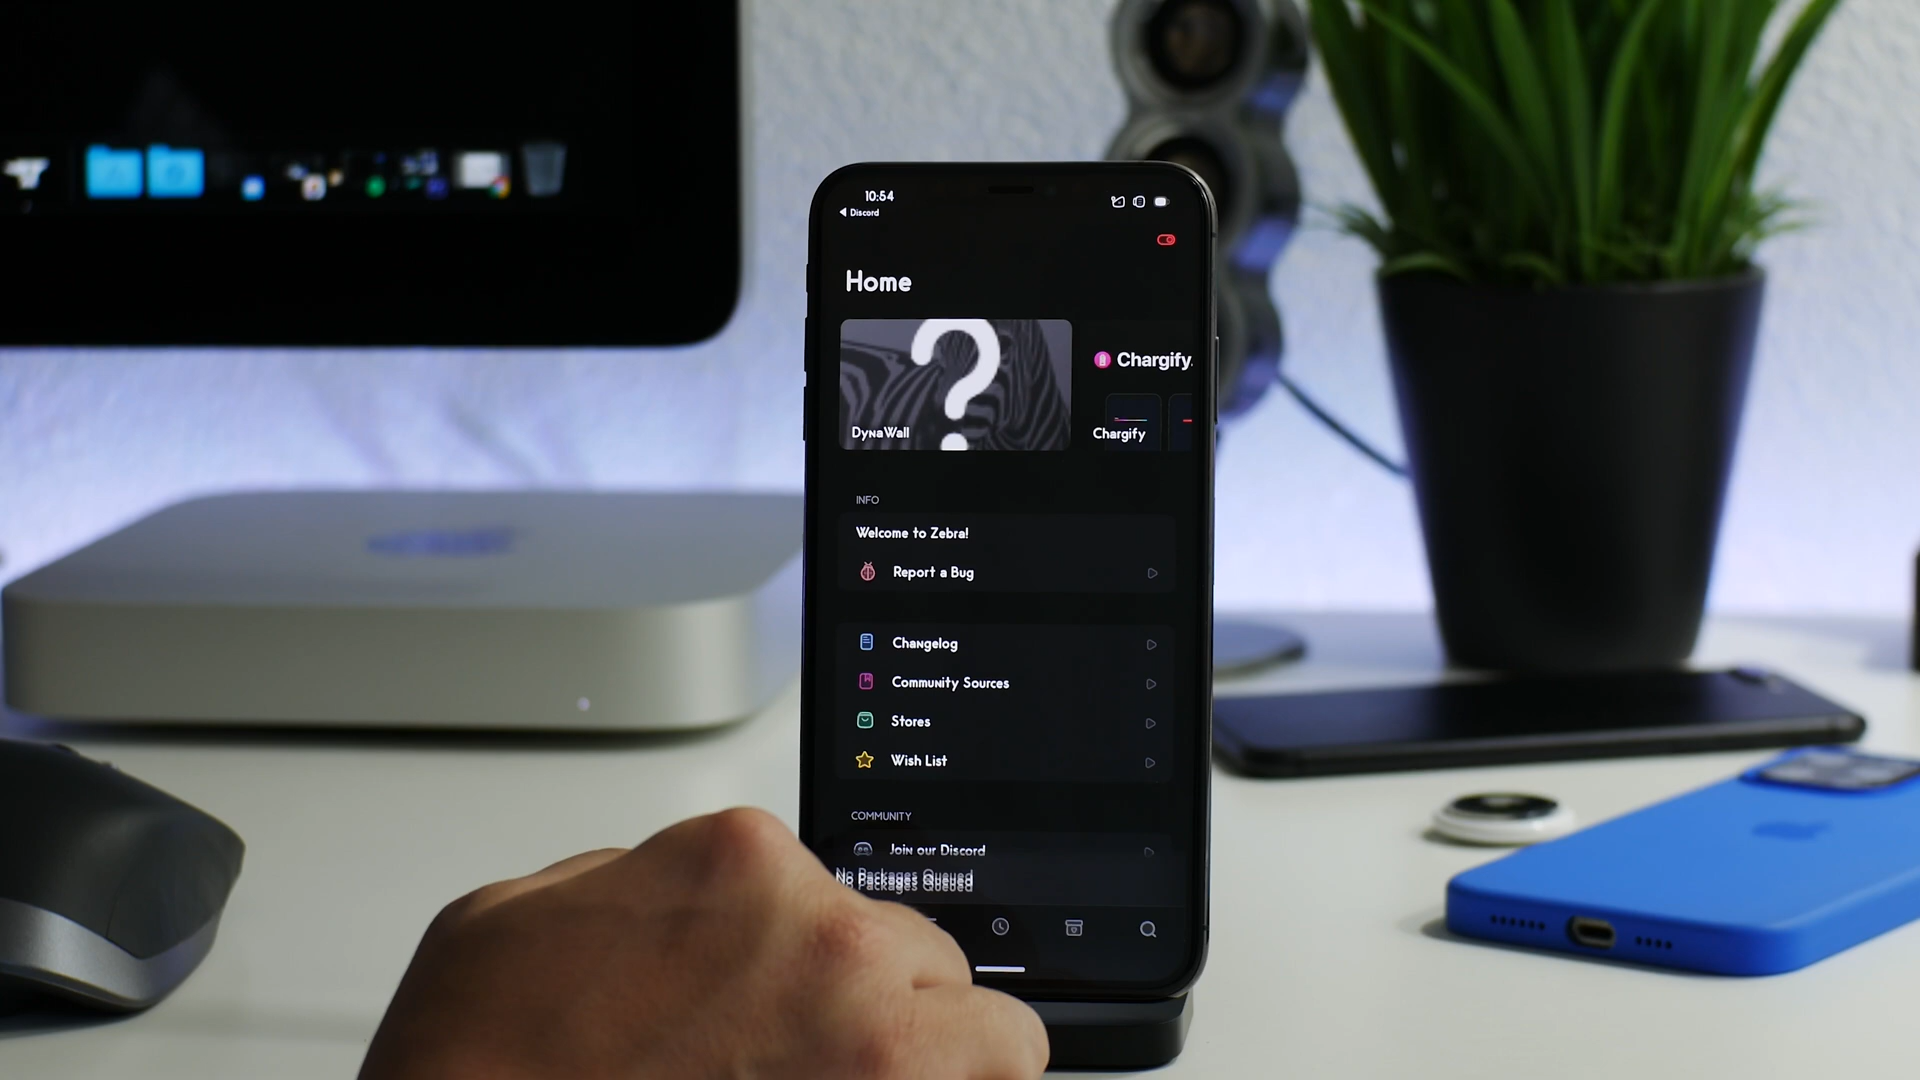 10:54
Discord
Home
DynaWall
Chargify.
Chargify
INFO
Welcome to Zebra!
Report a Bug
Changelog
Community Sources
Stores
Wish List
COMMUNITY
Join our Discord
No Packages Queued